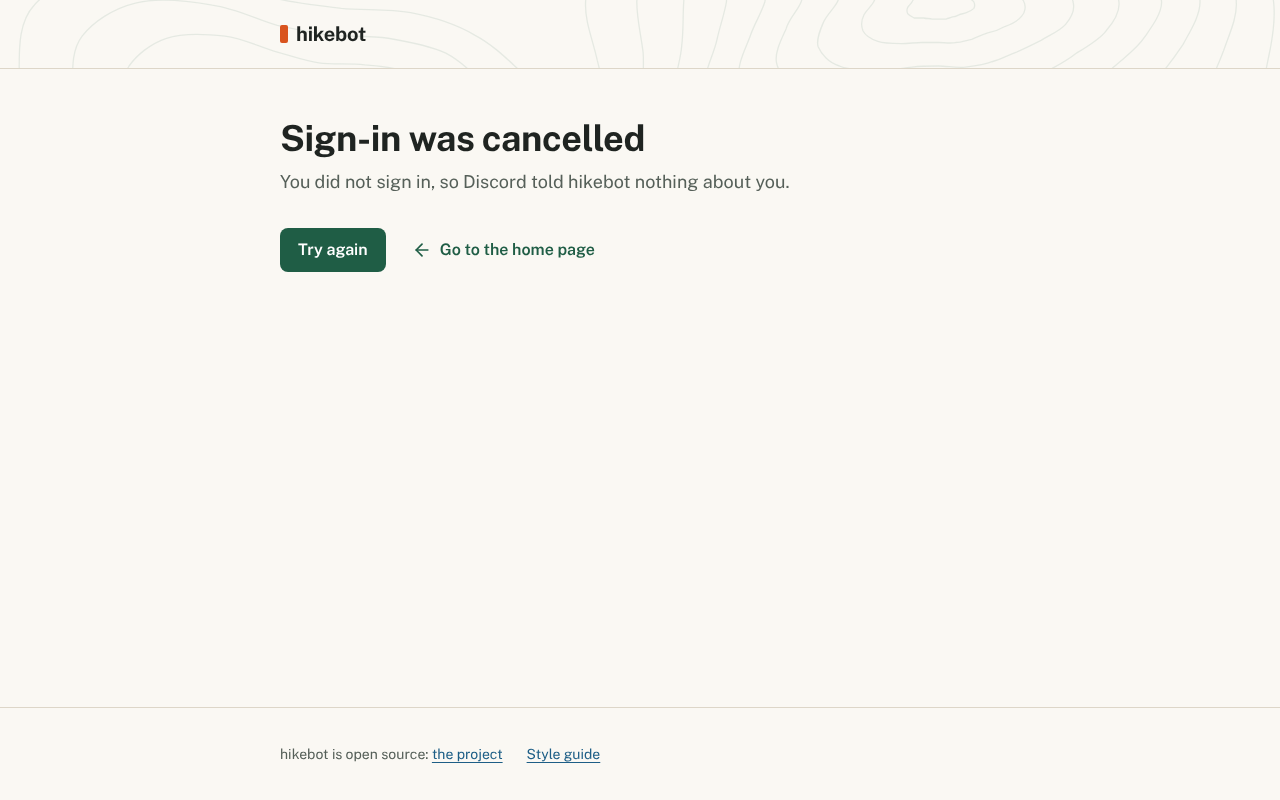 hikebot
Sign-in was cancelled
You did not sign in, so Discord told hikebot nothing about you.
Try again
Go to the home page
hikebot is open source: the project
Style guide